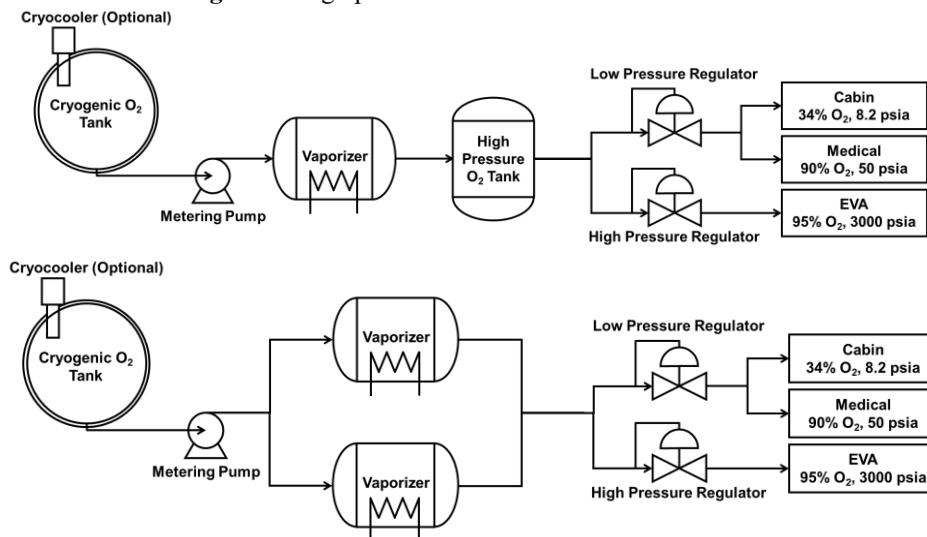 Cryocooler (Optional)
Cryogenic O₂
Tank
Metering Pump
Vaporizer
High
Pressure
O₂ Tank
Low Pressure Regulator
High Pressure Regulator
Cabin
34% O₂, 8.2 psia
Medical
90% O₂, 50 psia
EVA
95% O₂, 3000 psia
Cryocooler (Optional)
Cryogenic O₂
Tank
Metering Pump
Vaporizer
Vaporizer
Low Pressure Regulator
High Pressure Regulator
Cabin
34% O₂, 8.2 psia
Medical
90% O₂, 50 psia
EVA
95% O₂, 3000 psia